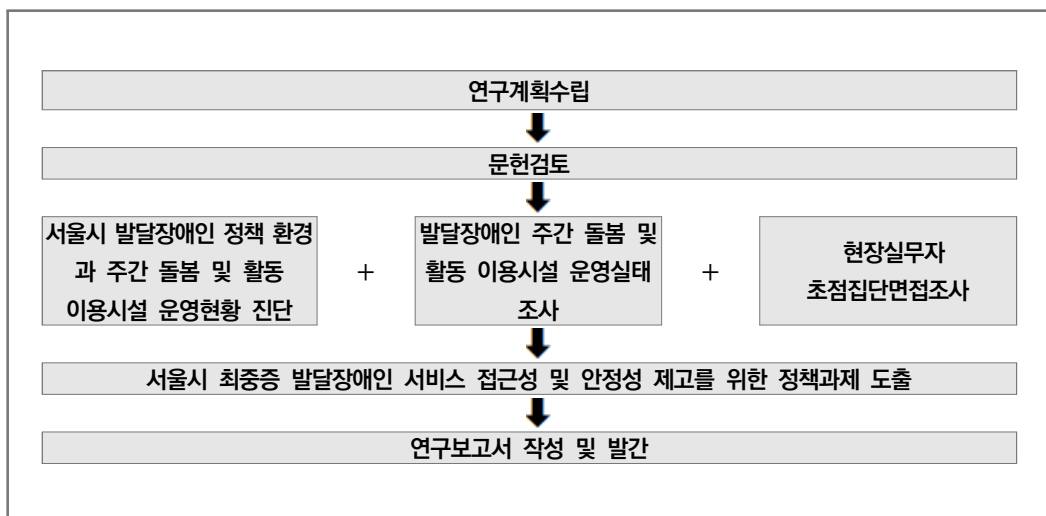 연구계획수립
문헌검토
서울시 발달장애인 정책 환경
과 주간 돌봄 및 활동
이용시설 운영현황 진단
+
발달장애인 주간 돌봄 및
활동 이용시설 운영실태
조사
+
현장실무자
초점집단면접조사
서울시 최중증 발달장애인 서비스 접근성 및 안정성 제고를 위한 정책과제 도출
연구보고서 작성 및 발간